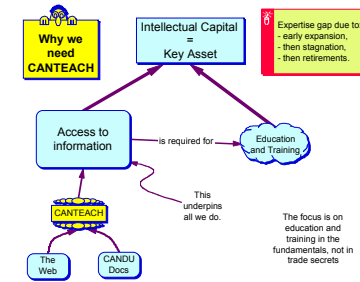 Why we
need
CANTEACH
Intellectual Capital
=
Key Asset
Expertise gap due to:
- early expansion,
- then stagnation,
- then retirements.
Access to
information
is required for
Education
and Training
This
underpins
all we do.
CANTEACH
The
Web
CANDU
Docs
The focus is on
education and
training in the
fundamentals, not in
trade secrets